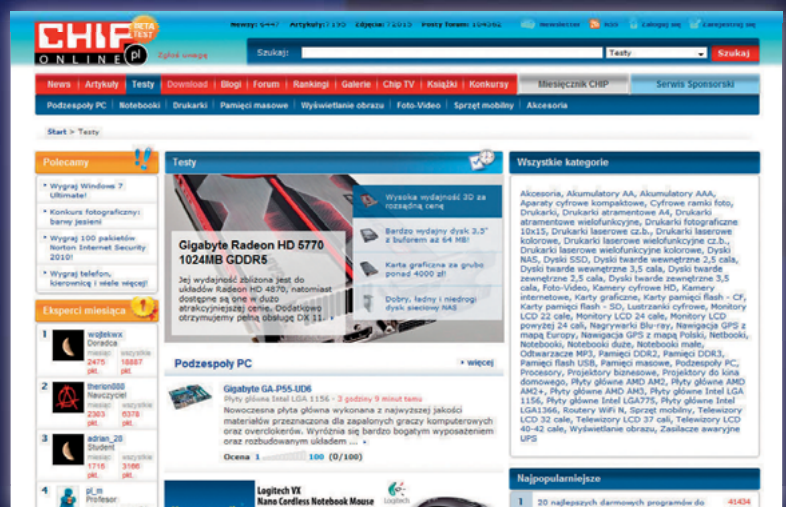 CHIP
BETA TEST
ONLINE pl
Zgłoś uwagę
Newsy: 6447 Artykuły: 7195 Zdjęcia: 72015 Posty forum: 104562
Newsletter RSS Zaloguj się Zarejestruj się
Szukaj: Testy Szukaj
News | Artykuły | Testy | Download | Blogi | Forum | Rankingi | Galerie | Chip TV | Książki | Konkursy
Miesięcznik CHIP
Serwis Sponsorski
Podzespoły PC | Notebooki | Drukarki | Pamięci masowe | Wyświetlanie obrazu | Foto-Video | Sprzęt mobilny | Akcesoria
Start > Testy
Polecamy
Wygraj Windows 7
Ultimate!
Konkurs fotograficzny:
barwy jesieni
Wygraj 100 pakietów
Norton Internet Security
2010!
Wygraj telefon,
kierownicę i wiele więcej!
Eksperci miesiąca
1 wojtekwx
Doradca
miesiąc: wszystkie
2475 18887
pkt. pkt.
2 therion888
Nauczyciel
miesiąc: wszystkie
2303 6378
pkt. pkt.
3 adrian_20
Student
miesiąc: wszystkie
1716 3166
pkt. pkt.
4 pl_m
Profesor
Testy
Gigabyte Radeon HD 5770
1024MB GDDR5
Jej wydajność zbliżona jest do
układów Radeon HD 4870, natomiast
dostępne są one w dużo
atrakcyjniejszej cenie. Dodatkowo
otrzymujemy pełną obsługę DX 11.
Wysoka wydajność 3D za
rozsądną cenę
Bardzo wydajny dysk 3.5"
z buforem aż 64 MB!
Karta graficzna za grubo
ponad 4000 zł!
Dobry, ładny i niedrogi
dysk sieciowy NAS
Podzespoły PC
więcej
Gigabyte GA-P55-UD6
Płyty główne Intel LGA 1156 - 3 godziny 9 minut temu
Nowoczesna płyta główna wykonana z najwyższej jakości
materiałów przeznaczona dla zapalonych graczy komputerowych
oraz overclokerów. Wyróżnia się bardzo bogatym wyposażeniem
oraz rozbudowanym układem ...
Ocena 1 100 (0/100)
Logitech VX
Nano Cordless Notebook Mouse
Logitech
Wszystkie kategorie
Akcesoria, Akumulatory AA, Akumulatory AAA,
Aparaty cyfrowe kompaktowe, Cyfrowe ramki foto,
Drukarki, Drukarki atramentowe A4, Drukarki
atramentowe wielofunkcyjne, Drukarki fotograficzne
10x15, Drukarki laserowe cz.b., Drukarki laserowe
kolorowe, Drukarki laserowe wielofunkcyjne cz.b.,
Drukarki laserowe wielofunkcyjne kolorowe, Dyski
NAS, Dyski SSD, Dyski twarde wewnętrzne 2,5 cala,
Dyski twarde wewnętrzne 3,5 cala, Dyski twarde
zewnętrzne 2,5 cala, Dyski twarde zewnętrzne 3,5
cala, Foto-Video, Kamery cyfrowe HD, Kamery
internetowe, Karty graficzne, Karty pamięci flash - CF,
Karty pamięci flash - SD, Lustrzanki cyfrowe, Monitory
LCD 22 cale, Monitory LCD 24 cale, Monitory LCD
powyżej 24 cali, Nagrywarki Blu-ray, Nawigacja GPS z
mapą Europy, Nawigacja GPS z mapą Polski, Netbooki,
Notebooki, Notebooki duże, Notebooki małe,
Odtwarzacze MP3, Pamięci DDR2, Pamięci DDR3,
Pamięci flash USB, Pamięci masowe, Podzespoły PC,
Procesory, Projektory biznesowe, Projektory do kina
domowego, Płyty główne AMD AM2, Płyty główne AMD
AM2+, Płyty główne AMD AM3, Płyty główne Intel LGA
1156, Płyty główne Intel LGA775, Płyty główne Intel
LGA1366, Routery WiFi N, Sprzęt mobilny, Telewizory
LCD 32 cale, Telewizory LCD 37 cali, Telewizory LCD
40-42 cale, Wyświetlanie obrazu, Zasilacze awaryjne
UPS
Najpopularniejsze
1 20 najlepszych darmowych programów do 41434